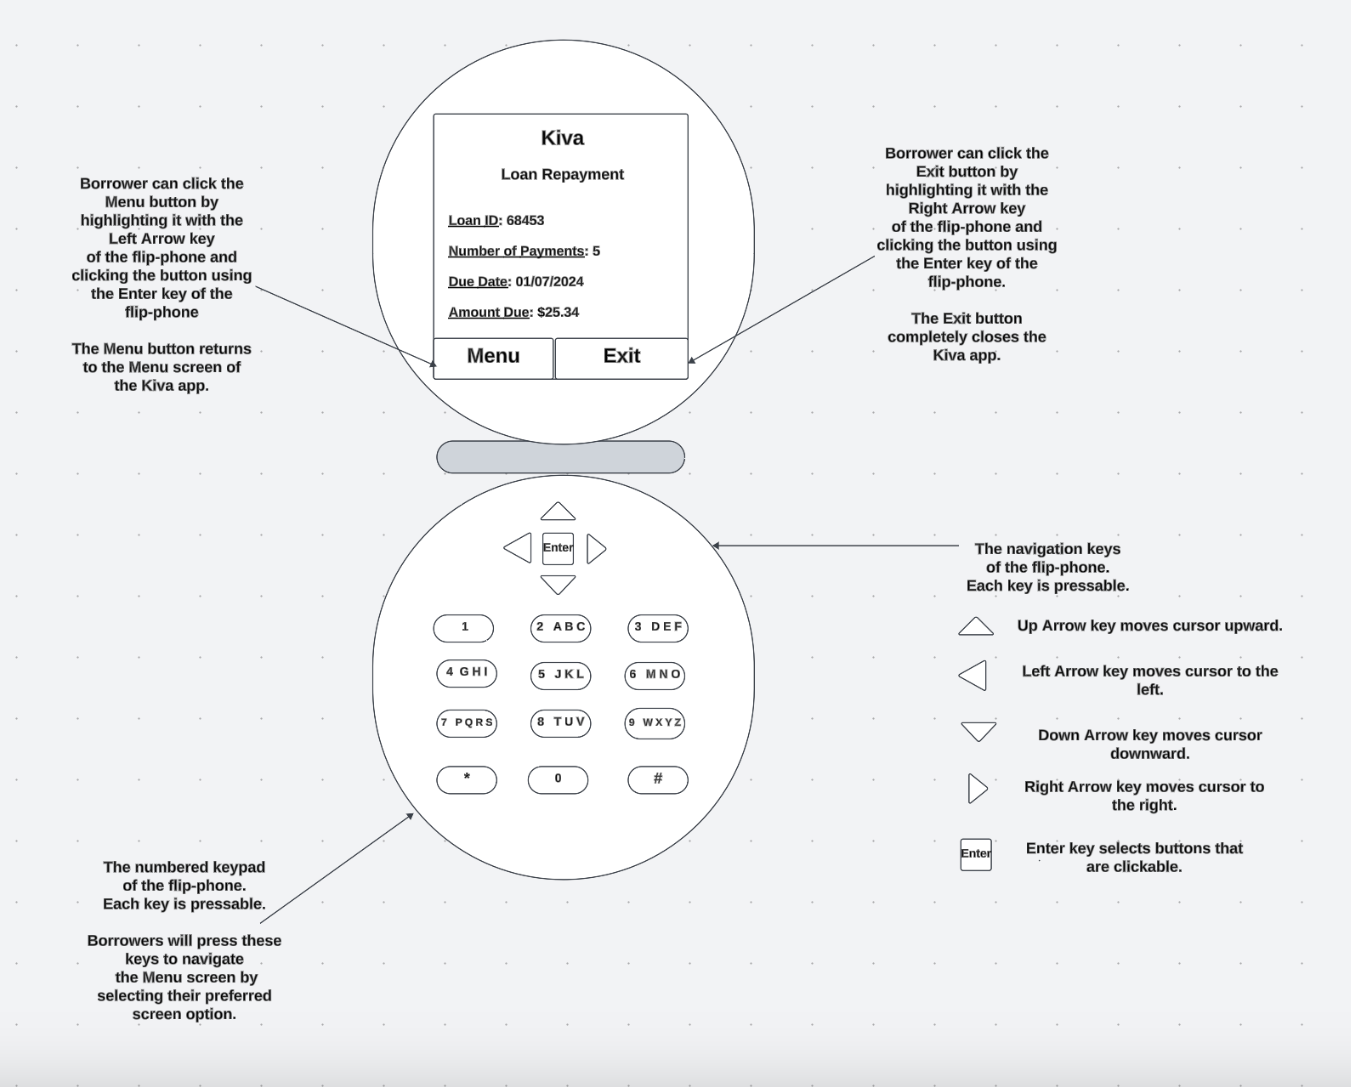 Kiva
Loan Repayment
Loan ID: 68453
Number of Payments: 5
Due Date: 01/07/2024
Amount Due: $25.34
Menu
Exit
Borrower can click the
Menu button by
highlighting it with the
Left Arrow key
of the flip-phone and
clicking the button using
the Enter key of the
flip-phone
The Menu button returns
to the Menu screen of
the Kiva app.
Borrower can click the
Exit button by
highlighting it with the
Right Arrow key
of the flip-phone and
clicking the button using
the Enter key of the
flip-phone.
The Exit button
completely closes the
Kiva app.
Enter
1
2 ABC
3 DEF
4 GHI
5 JKL
6 MNO
7 PQRS
8 TUV
9 WXYZ
*
0
#
The navigation keys
of the flip-phone.
Each key is pressable.
Up Arrow key moves cursor upward.
Left Arrow key moves cursor to the
left.
Down Arrow key moves cursor
downward.
Right Arrow key moves cursor to
the right.
Enter
Enter key selects buttons that
are clickable.
The numbered keypad
of the flip-phone.
Each key is pressable.
Borrowers will press these
keys to navigate
the Menu screen by
selecting their preferred
screen option.